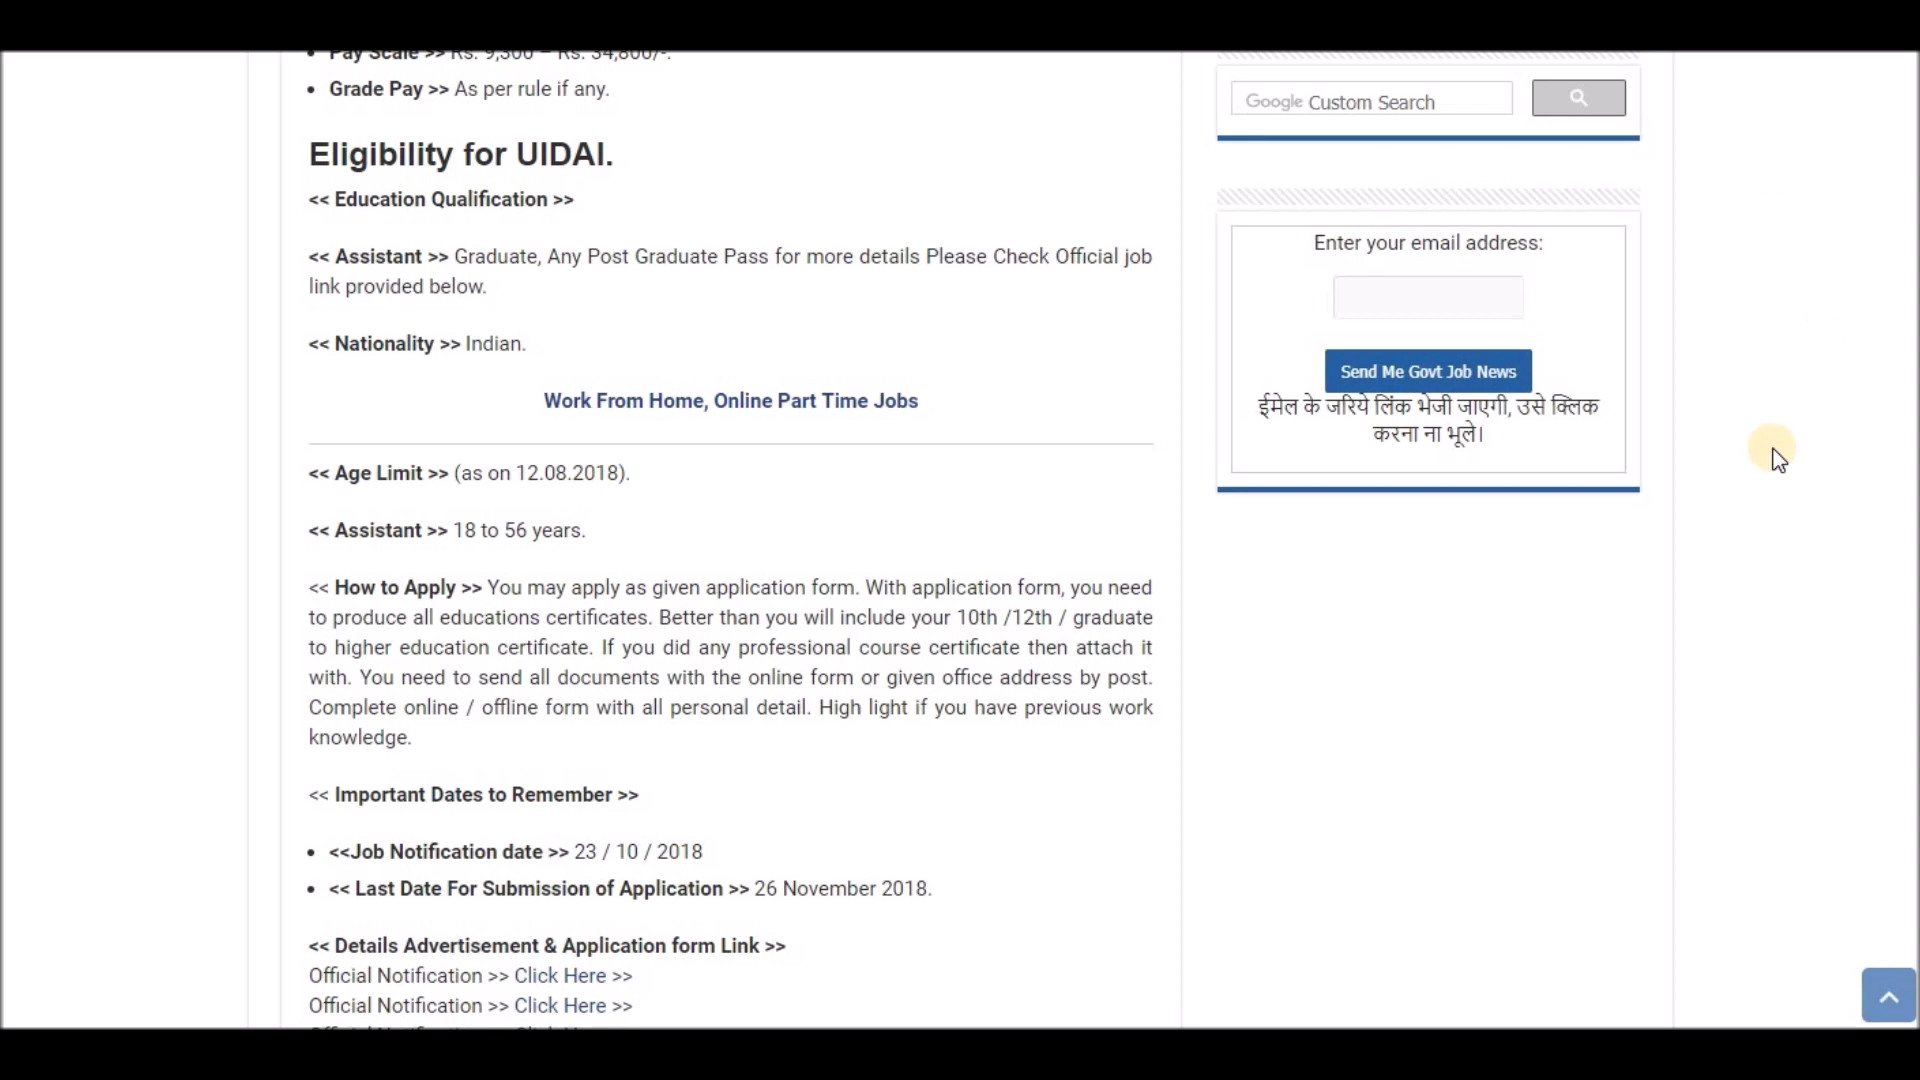 Pay Scale >> Rs. 9,300 – Rs. 34,800/-.
Grade Pay >> As per rule if any.
Eligibility for UIDAI.
<< Education Qualification >>
<< Assistant >> Graduate, Any Post Graduate Pass for more details Please Check Official job
link provided below.
<< Nationality >> Indian.
Work From Home, Online Part Time Jobs
<< Age Limit >> (as on 12.08.2018).
<< Assistant >> 18 to 56 years.
<< How to Apply >> You may apply as given application form. With application form, you need
to produce all educations certificates. Better than you will include your 10th /12th / graduate
to higher education certificate. If you did any professional course certificate then attach it
with. You need to send all documents with the online form or given office address by post.
Complete online / offline form with all personal detail. High light if you have previous work
knowledge.
<< Important Dates to Remember >>
<<Job Notification date >> 23 / 10 / 2018
<< Last Date For Submission of Application >> 26 November 2018.
<< Details Advertisement & Application form Link >>
Official Notification >> Click Here >>
Official Notification >> Click Here >>
Google Custom Search
Enter your email address:
Send Me Govt Job News
ईमेल के जरिये लिंक भेजी जाएगी, उसे क्लिक
करना ना भूले।